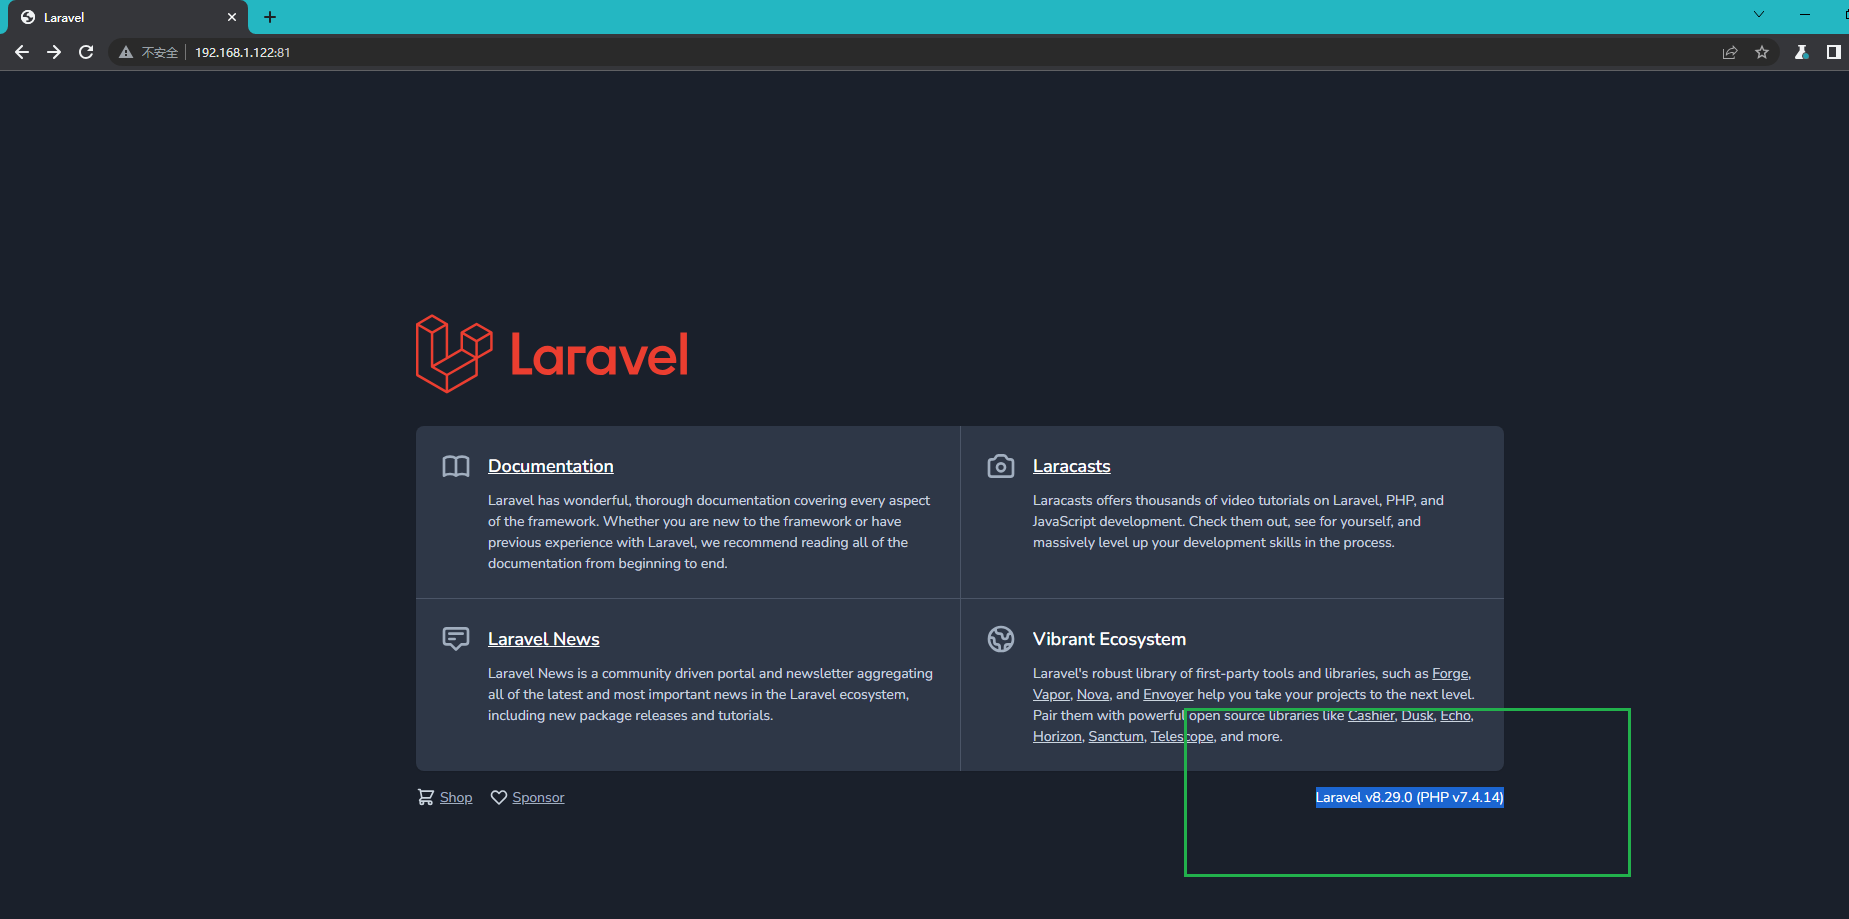 Laravel
不安全
192.168.1.122:81
Laravel
Documentation
Laravel has wonderful, thorough documentation covering every aspect
of the framework. Whether you are new to the framework or have
previous experience with Laravel, we recommend reading all of the
documentation from beginning to end.
Laracasts
Laracasts offers thousands of video tutorials on Laravel, PHP, and
JavaScript development. Check them out, see for yourself, and
massively level up your development skills in the process.
Laravel News
Laravel News is a community driven portal and newsletter aggregating
all of the latest and most important news in the Laravel ecosystem,
including new package releases and tutorials.
Vibrant Ecosystem
Laravel's robust library of first-party tools and libraries, such as Forge,
Vapor, Nova, and Envoyer help you take your projects to the next level.
Pair them with powerful open source libraries like Cashier, Dusk, Echo,
Horizon, Sanctum, Telescope, and more.
Shop
Sponsor
Laravel v8.29.0 (PHP v7.4.14)